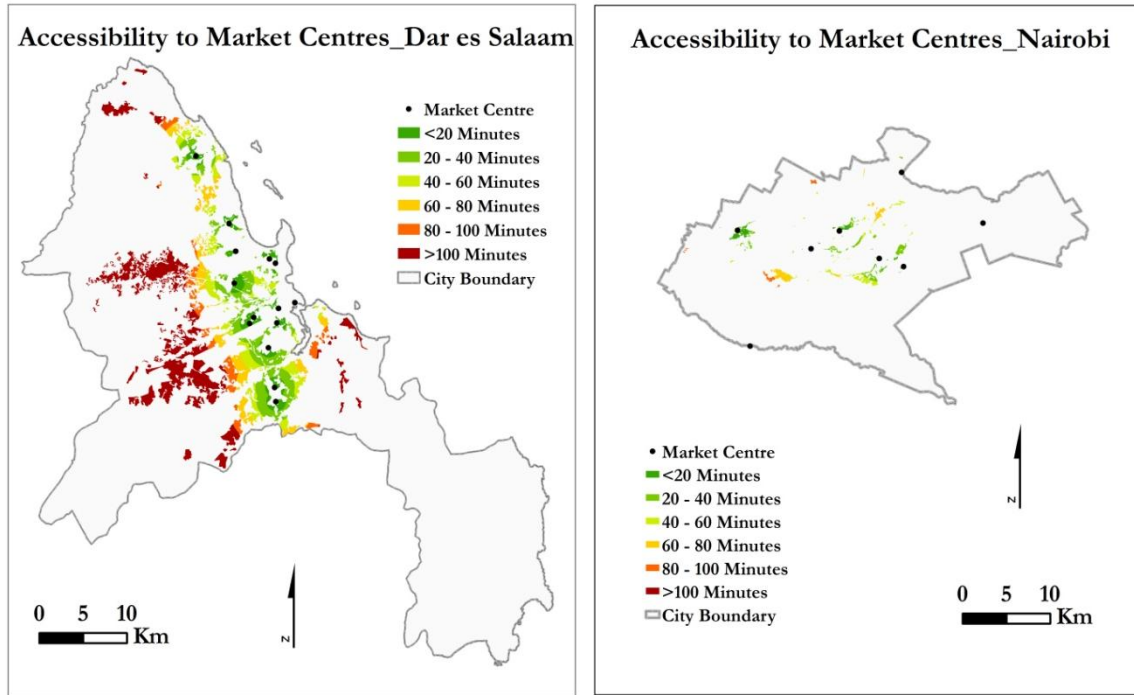 Accessibility to Market Centres_Dar es Salaam
Market Centre
<20 Minutes
20 - 40 Minutes
40 - 60 Minutes
60 - 80 Minutes
80 - 100 Minutes
>100 Minutes
City Boundary
0 5 10
Km
N
Accessibility to Market Centres_Nairobi
Market Centre
<20 Minutes
20 - 40 Minutes
40 - 60 Minutes
60 - 80 Minutes
80 - 100 Minutes
>100 Minutes
City Boundary
N
0 5 10
Km